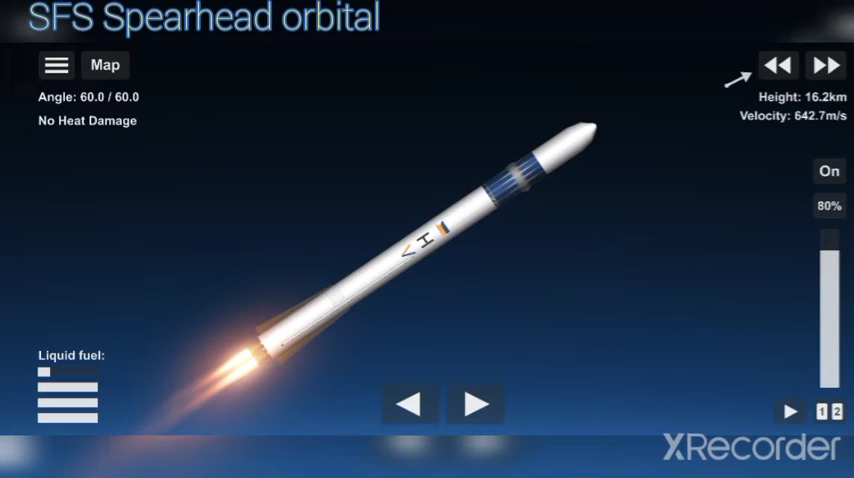 SFS Spearhead orbital
Map
Angle: 60.0 / 60.0
No Heat Damage
Height: 16.2km
Velocity: 642.7m/s
On
80%
H
Liquid fuel:
1 2
XRecorder